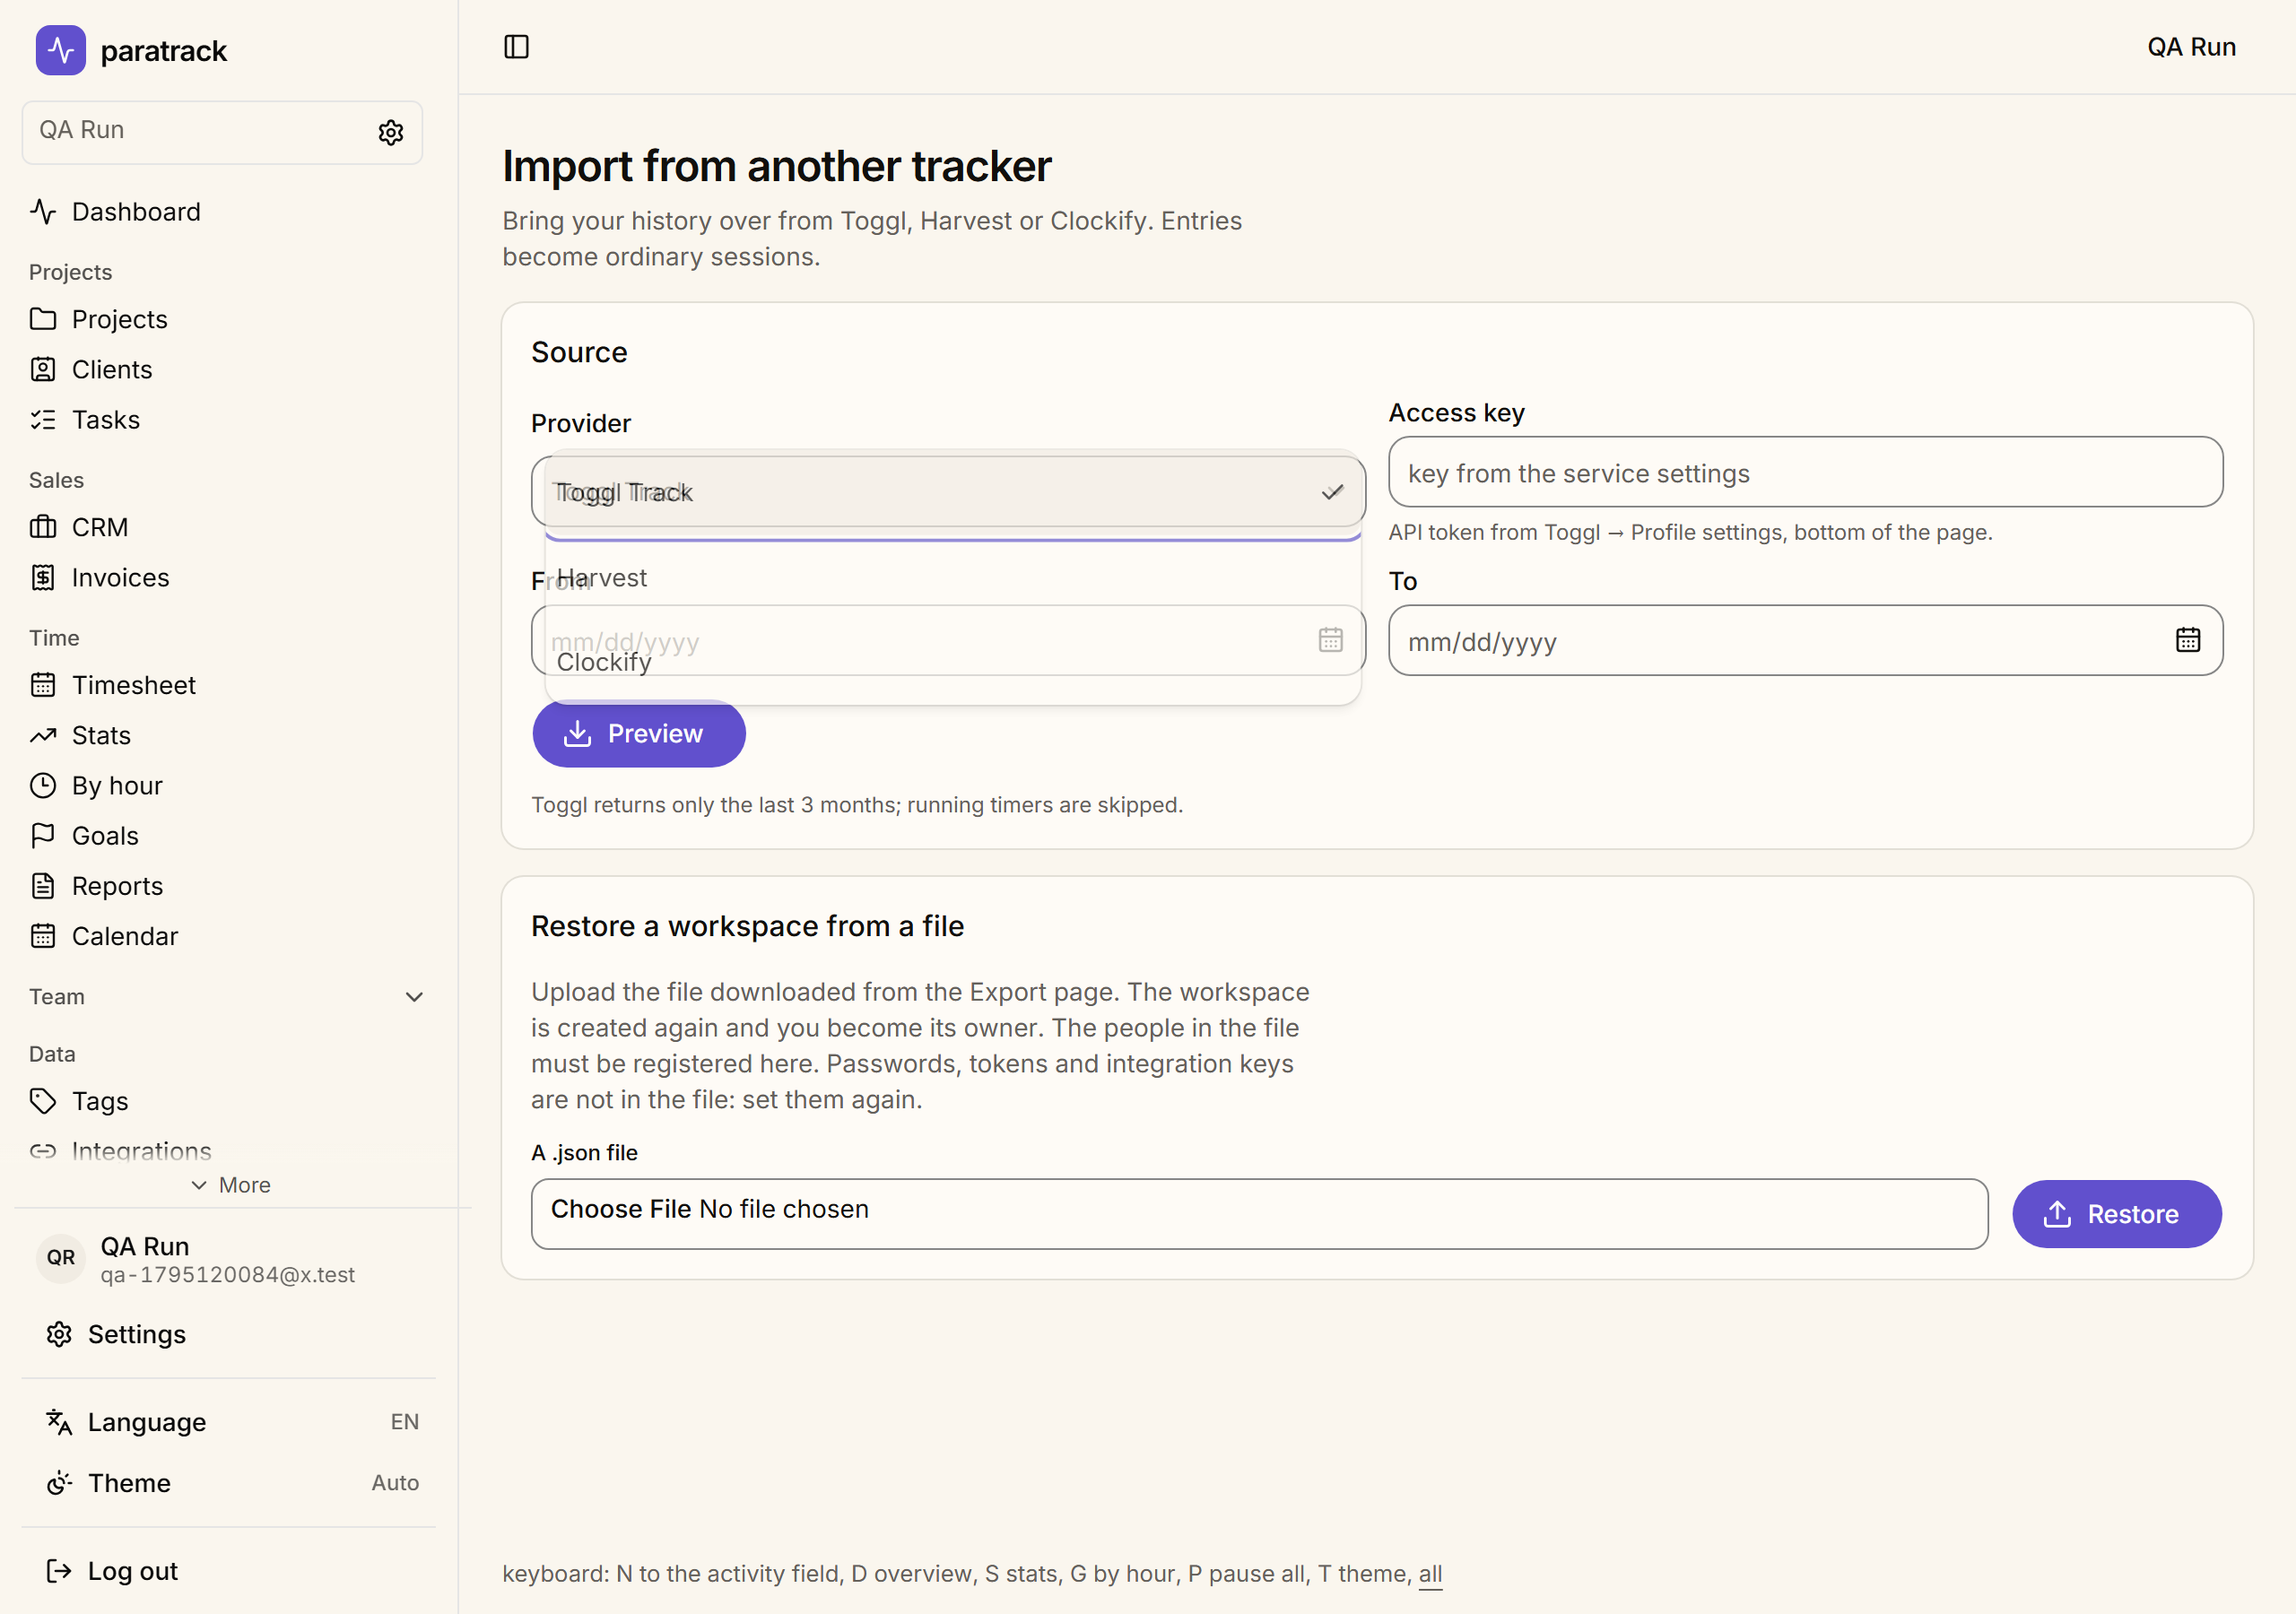 paratrack
QA Run
QA Run
Dashboard
Projects
Projects
Clients
Tasks
Sales
CRM
Invoices
Time
Timesheet
Stats
By hour
Goals
Reports
Calendar
Team
Data
Tags
Integrations
More
QR
QA Run
qa-1795120084@x.test
Settings
Language
EN
Theme
Auto
Log out
Import from another tracker
Bring your history over from Toggl, Harvest or Clockify. Entries
become ordinary sessions.
Source
Provider
Toggl Track
Toggl Track
Harvest
Clockify
Access key
key from the service settings
API token from Toggl → Profile settings, bottom of the page.
From
mm/dd/yyyy
To
mm/dd/yyyy
Preview
Toggl returns only the last 3 months; running timers are skipped.
Restore a workspace from a file
Upload the file downloaded from the Export page. The workspace
is created again and you become its owner. The people in the file
must be registered here. Passwords, tokens and integration keys
are not in the file: set them again.
A .json file
Choose File No file chosen
Restore
keyboard: N to the activity field, D overview, S stats, G by hour, P pause all, T theme, all